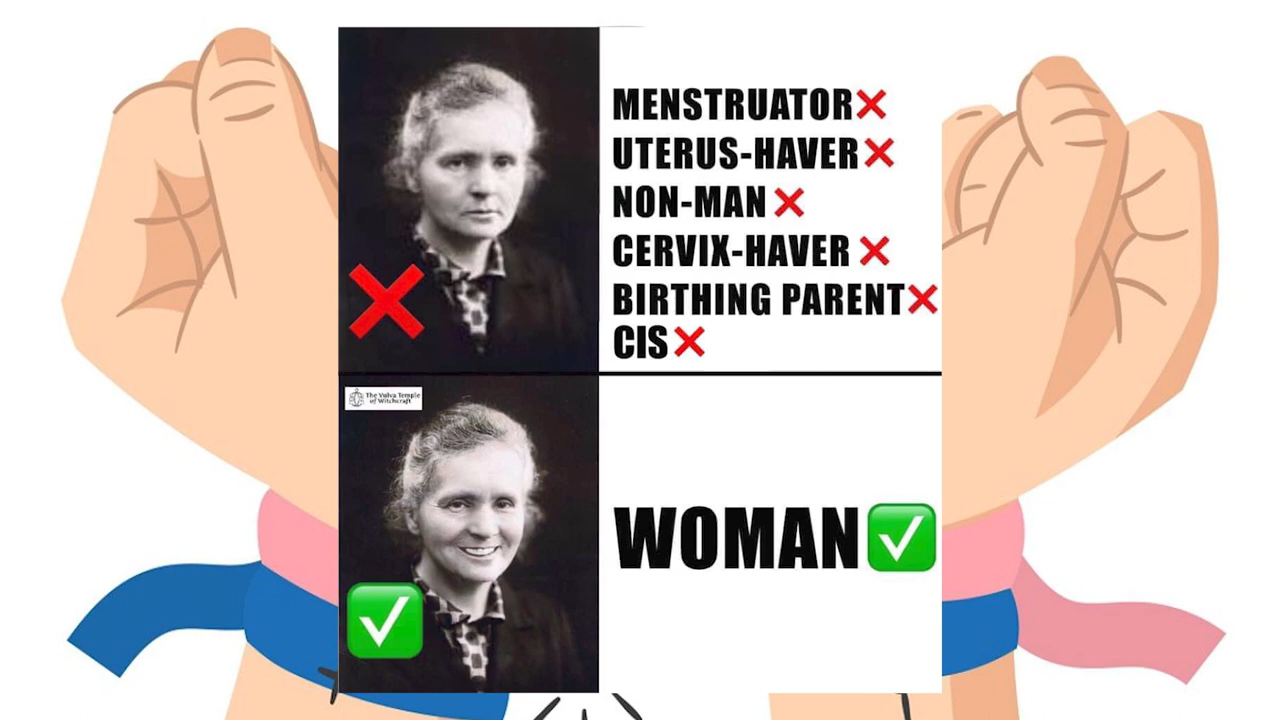 MENSTRUATOR❌
UTERUS-HAVER❌
NON-MAN ❌
CERVIX-HAVER ❌
BIRTHING PARENT❌
CIS❌
The Vulva Temple
of Witchcraft
WOMAN✅